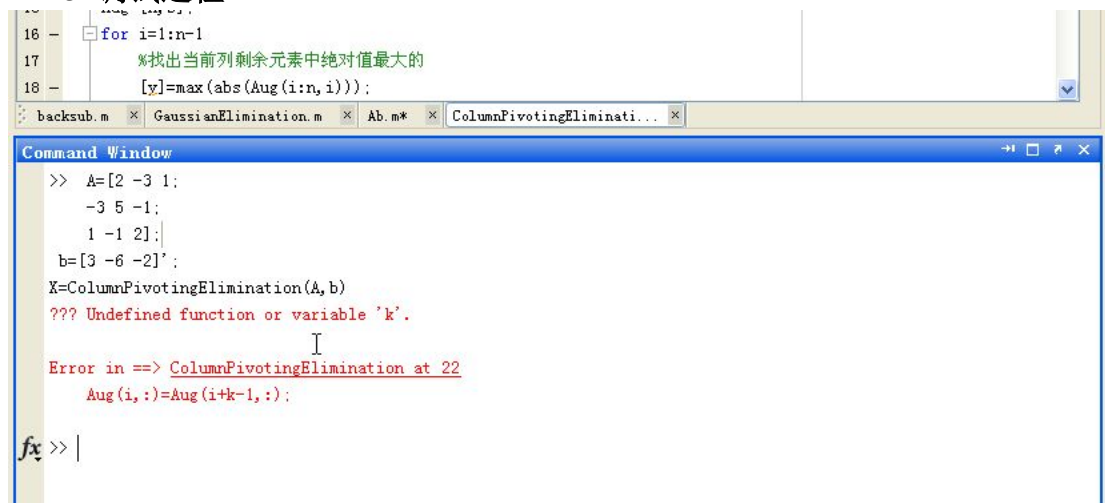 16 – for i=1:n-1
17 %找出当前列剩余元素中绝对值最大的
18 – [y]=max(abs(Aug(i:n,i)));
backsub.m × GaussianElimination.m × Ab.m* × ColumnPivotingEliminati... ×
Command Window
>> A=[2 -3 1;
-3 5 -1;
1 -1 2];
b=[3 -6 -2]';
X=ColumnPivotingElimination(A,b)
??? Undefined function or variable 'k'.
Error in ==> ColumnPivotingElimination at 22
Aug(i,:)=Aug(i+k-1,:);
fx >>